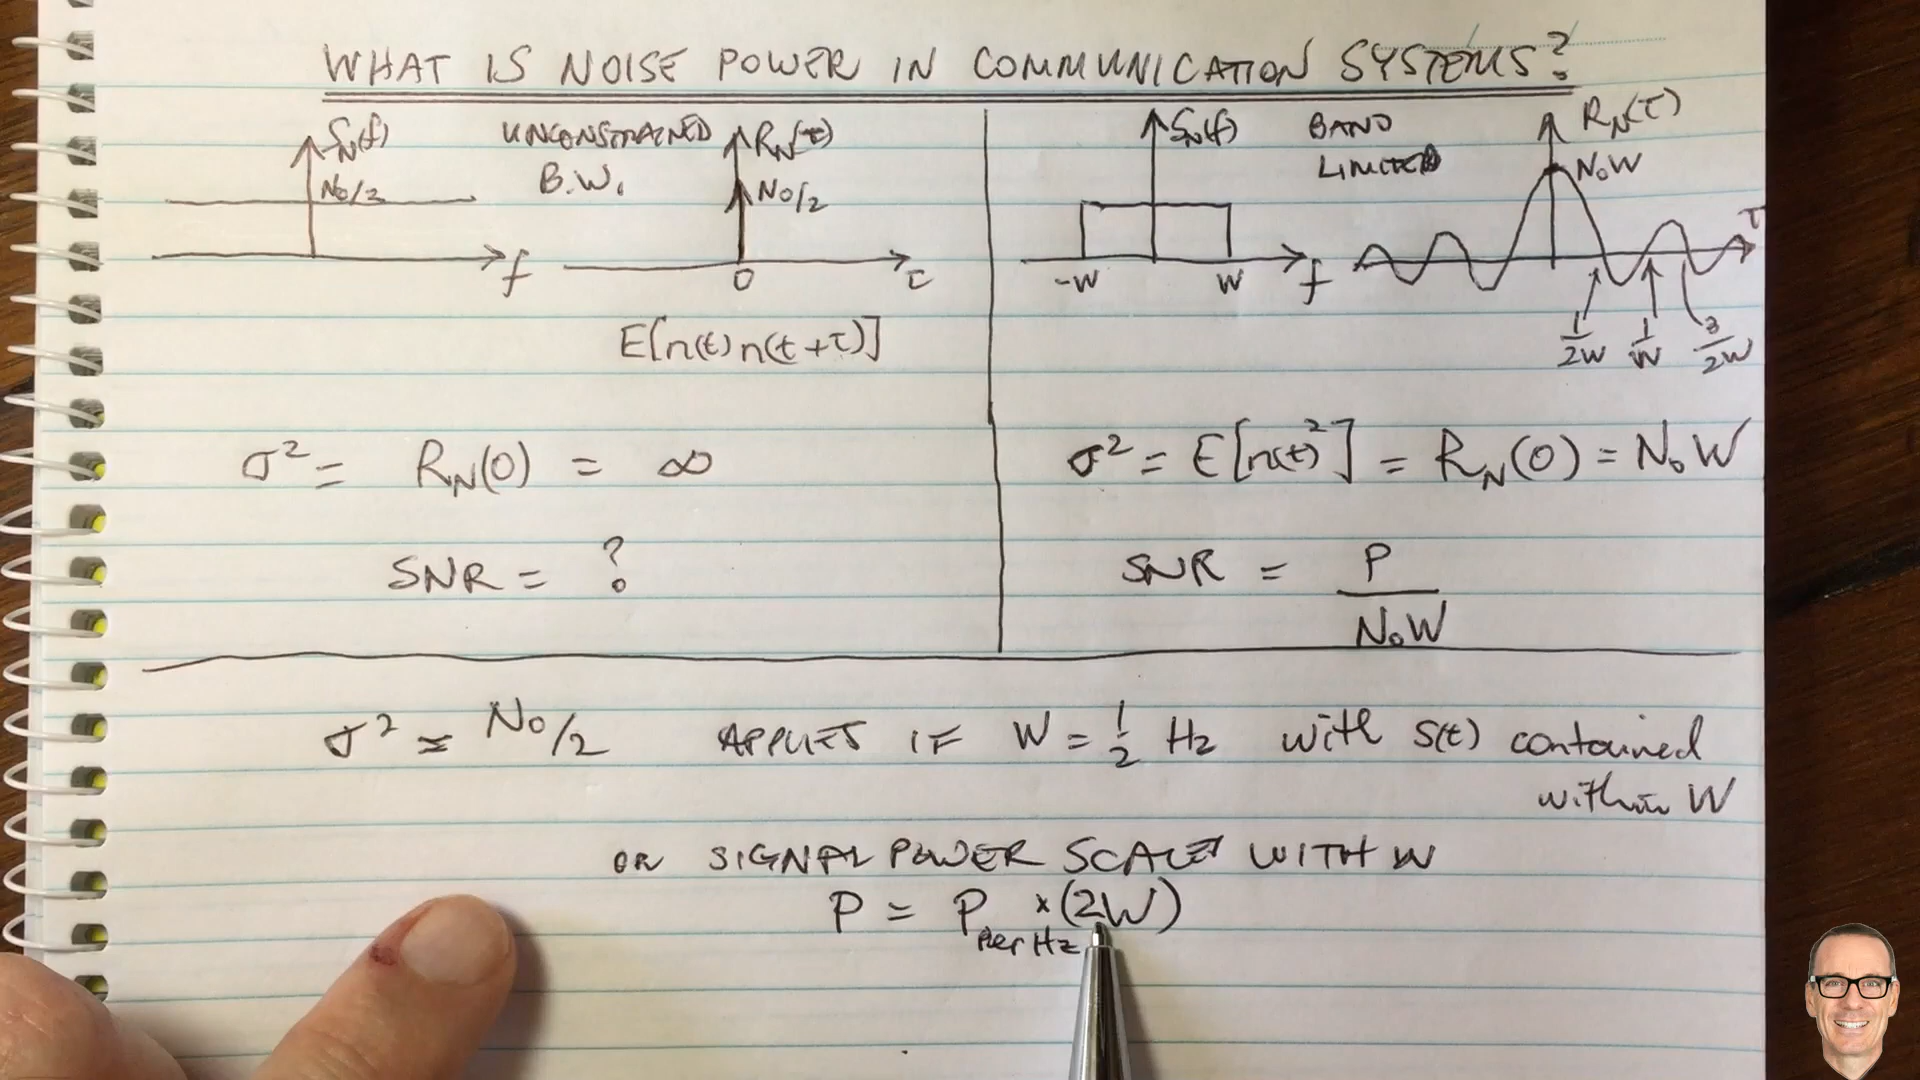 WHAT IS NOISE POWER IN COMMUNICATION SYSTEMS?
S_N(f)
N0/2
f
UNCONSTRAINED
B.W.
R_N(τ)
N0/2
0
τ
E[n(t)n(t+τ)]
σ² = R_N(0) = ∞
SNR = ?
S_N(f)
-W
W
f
BAND
LIMITED
R_N(τ)
N₀W
τ
1/2W
1/W
3/2W
σ² = E[n(t)²] = R_N(0) = N₀W
SNR = P/N₀W
σ² = N0/2 APPLIES IF W = 1/2 Hz with s(t) contained
within W
OR SIGNAL POWER SCALES WITH W
P = P per Hz × (2W)